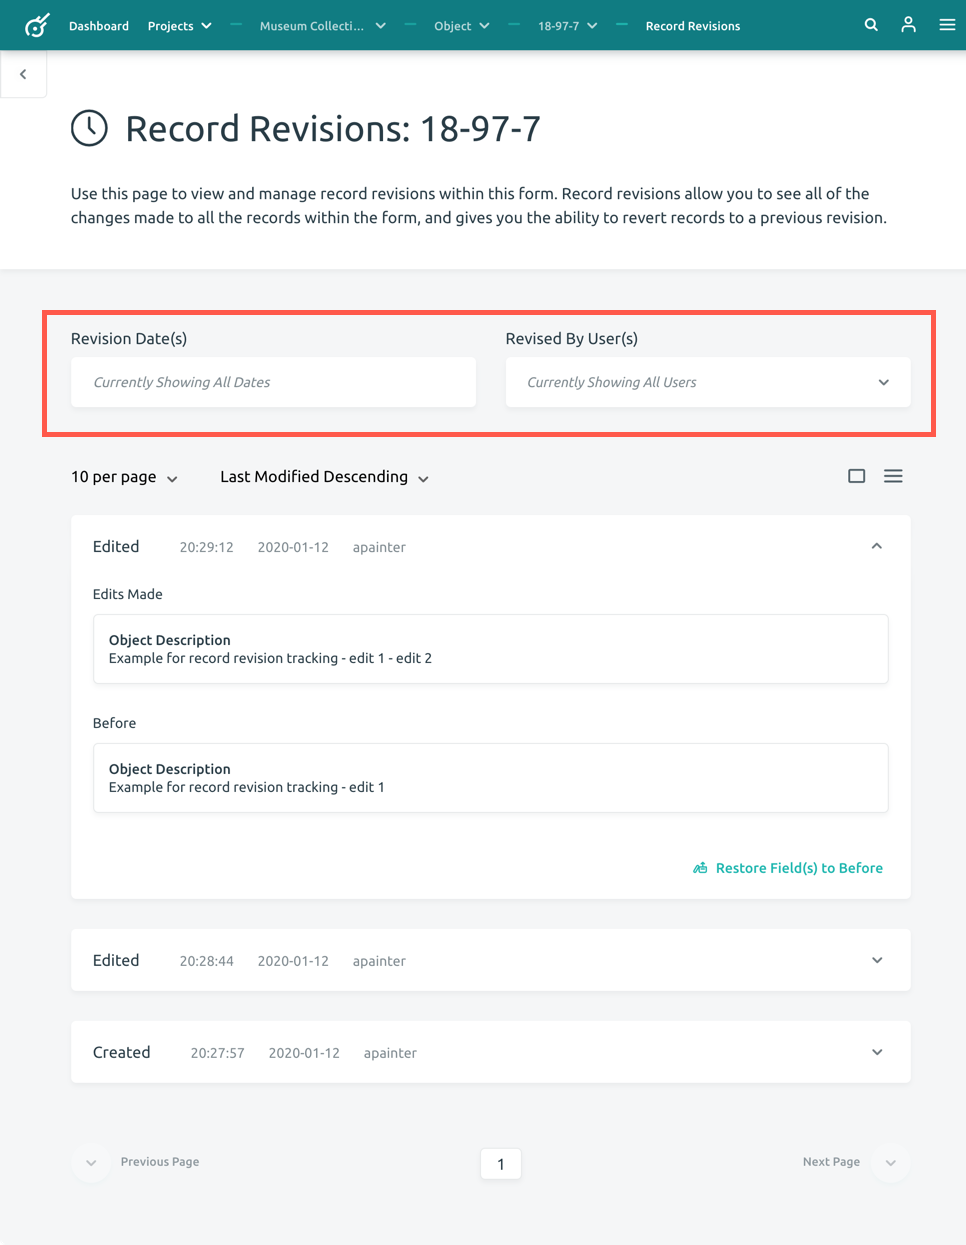 Dashboard Projects Museum Collecti... Object 18-97-7 Record Revisions
Record Revisions: 18-97-7
Use this page to view and manage record revisions within this form. Record revisions allow you to see all of the
changes made to all the records within the form, and gives you the ability to revert records to a previous revision.
Revision Date(s) Revised By User(s)
Currently Showing All Dates Currently Showing All Users
10 per page Last Modified Descending
Edited 20:29:12 2020-01-12 apainter
Edits Made
Object Description
Example for record revision tracking - edit 1 - edit 2
Before
Object Description
Example for record revision tracking - edit 1
Restore Field(s) to Before
Edited 20:28:44 2020-01-12 apainter
Created 20:27:57 2020-01-12 apainter
Previous Page 1 Next Page